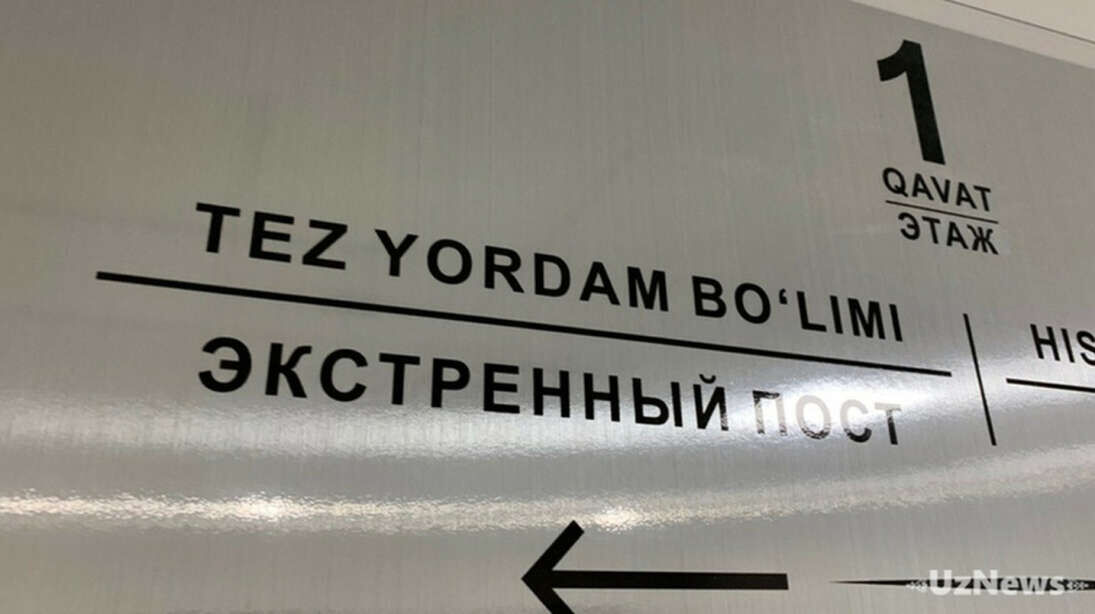 1
QAVAT
ЭТАЖ
TEZ YORDAM BO‘LIMI
ЭКСТРЕННЫЙ ПОСТ
UzNews